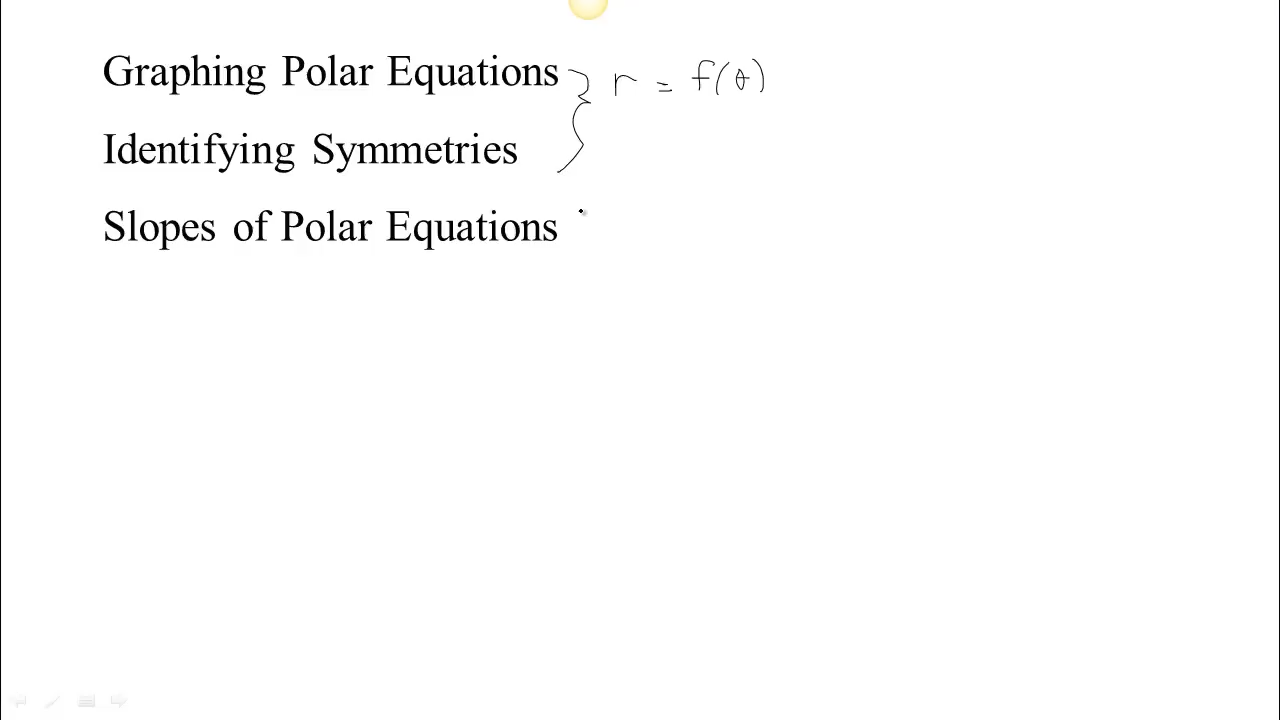 Graphing Polar Equations } r = f(θ)
Identifying Symmetries
Slopes of Polar Equations